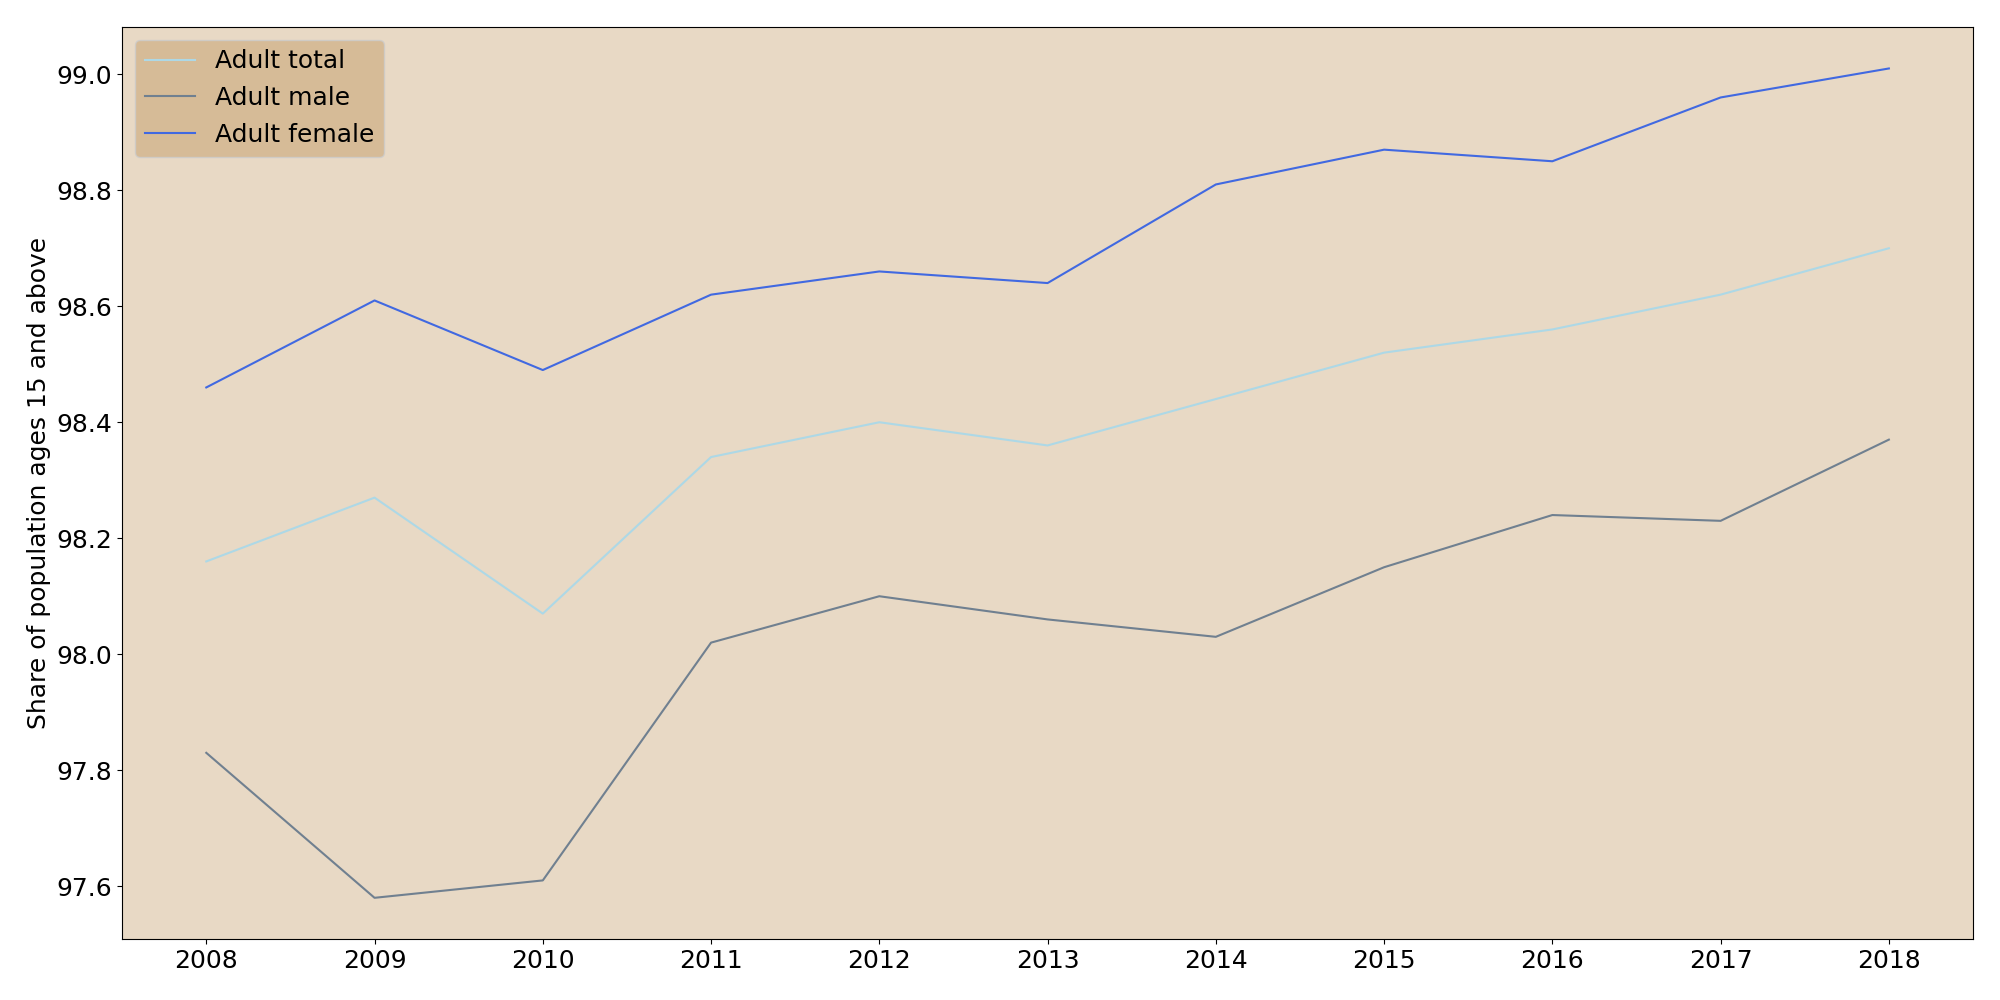 Adult total
Adult male
Adult female
Share of population ages 15 and above
99.0
98.8
98.6
98.4
98.2
98.0
97.8
97.6
2008 2009 2010 2011 2012 2013 2014 2015 2016 2017 2018